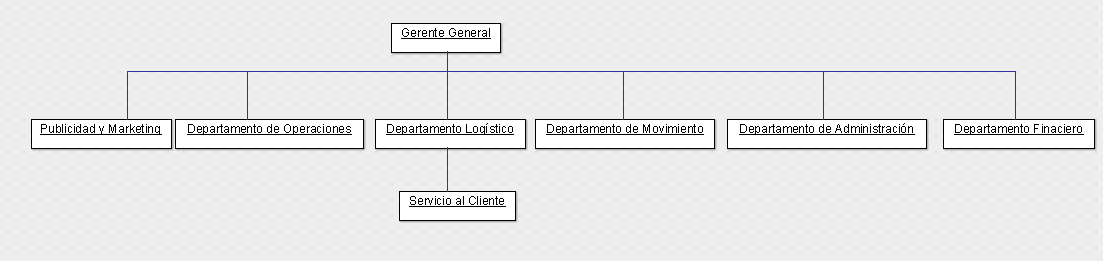 Gerente General
Publicidad y Marketing
Departamento de Operaciones
Departamento Logístico
Departamento de Movimiento
Departamento de Administración
Departamento Finaciero
Servicio al Cliente